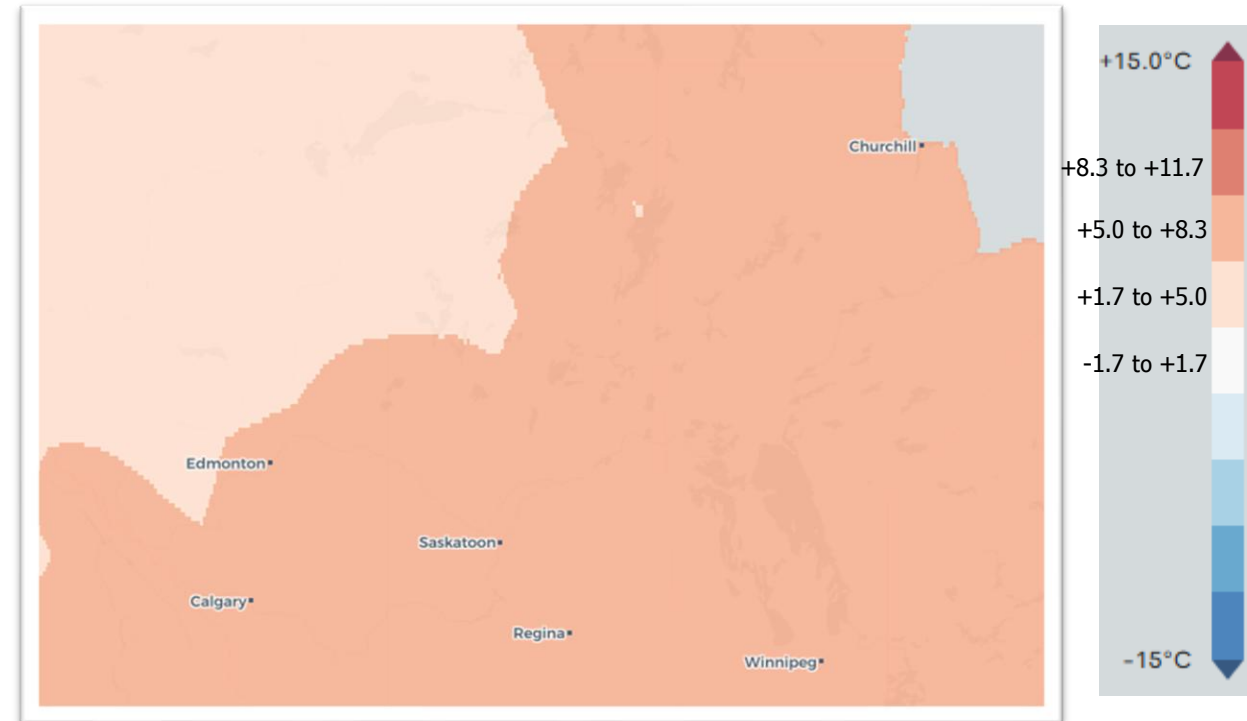 Churchill
Edmonton
Saskatoon
Calgary
Regina
Winnipeg
+15.0°C
+8.3 to +11.7
+5.0 to +8.3
+1.7 to +5.0
-1.7 to +1.7
-15°C